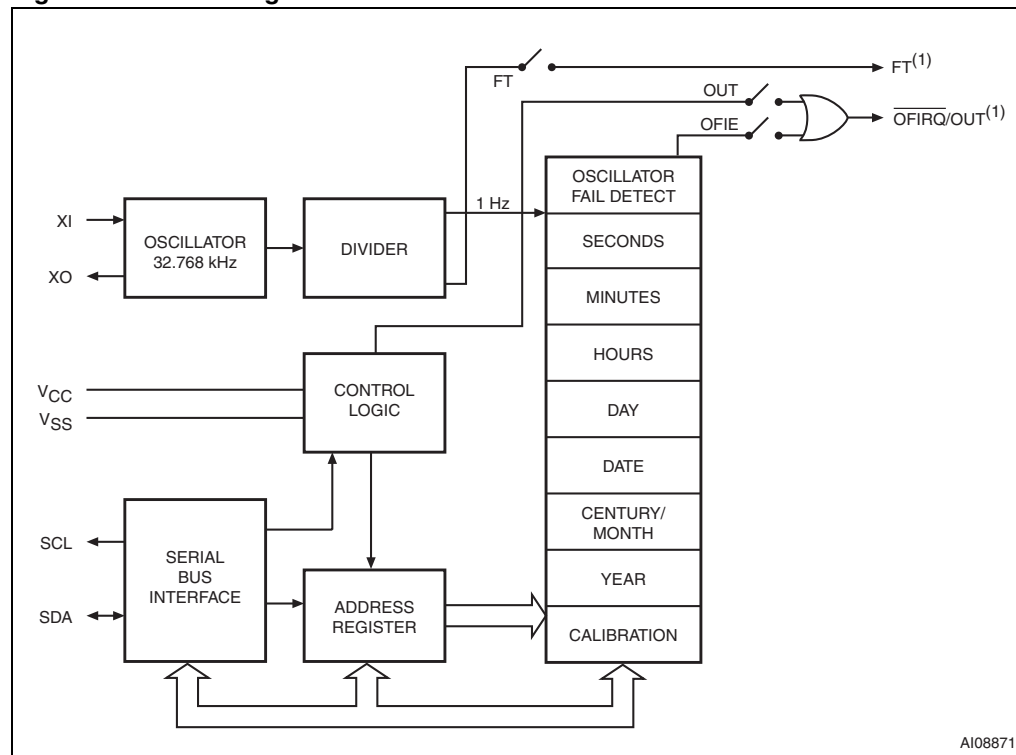 FT
FT(1)
OUT
OFIE
OFIRQ/OUT(1)
OSCILLATOR
FAIL DETECT
1 Hz
XI
XO
OSCILLATOR
32.768 kHz
DIVIDER
SECONDS
MINUTES
HOURS
DAY
DATE
CENTURY/
MONTH
YEAR
CALIBRATION
VCC
VSS
CONTROL
LOGIC
SCL
SDA
SERIAL
BUS
INTERFACE
ADDRESS
REGISTER
AI08871